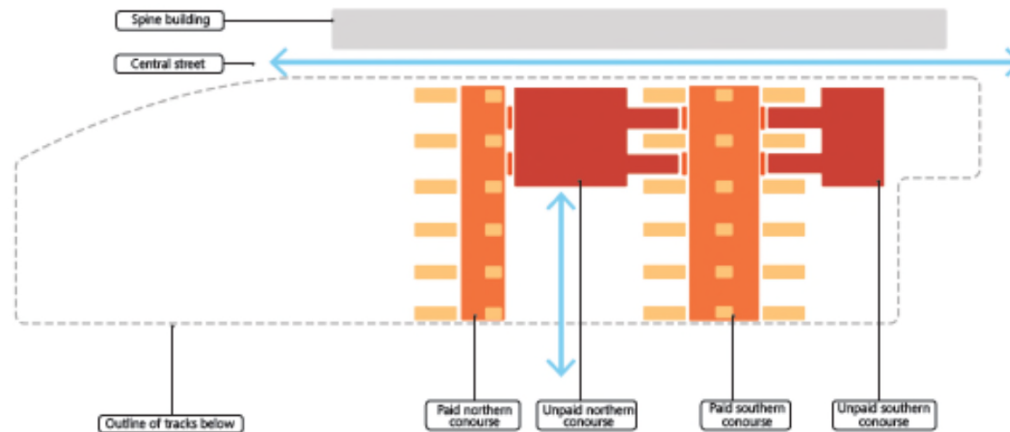 Spine building
Central street
Outline of tracks below
Paid northern
conourse
Unpaid northern
conourse
Paid southern
conourse
Unpaid southern
conourse